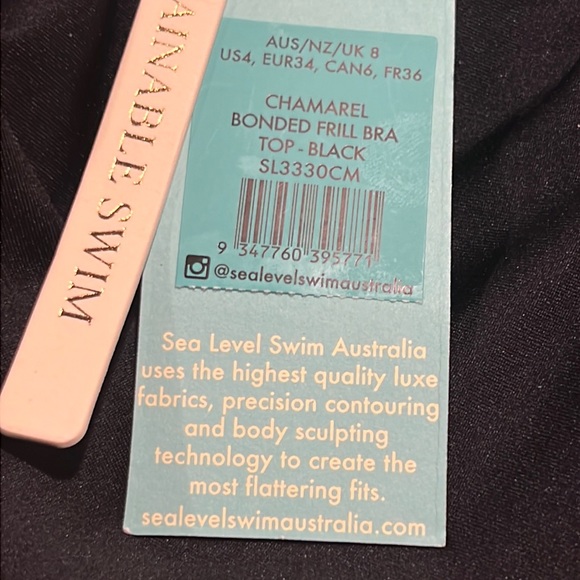 AINABLE SWIM
AUS/NZ/UK 8
US4, EUR34, CAN6, FR36
CHAMAREL
BONDED FRILL BRA
TOP - BLACK
SL3330CM
9 347760 395771
@sealevelswimaustralia
Sea Level Swim Australia
uses the highest quality luxe
fabrics, precision contouring
and body sculpting
technology to create the
most flattering fits.
sealevelswimaustralia.com